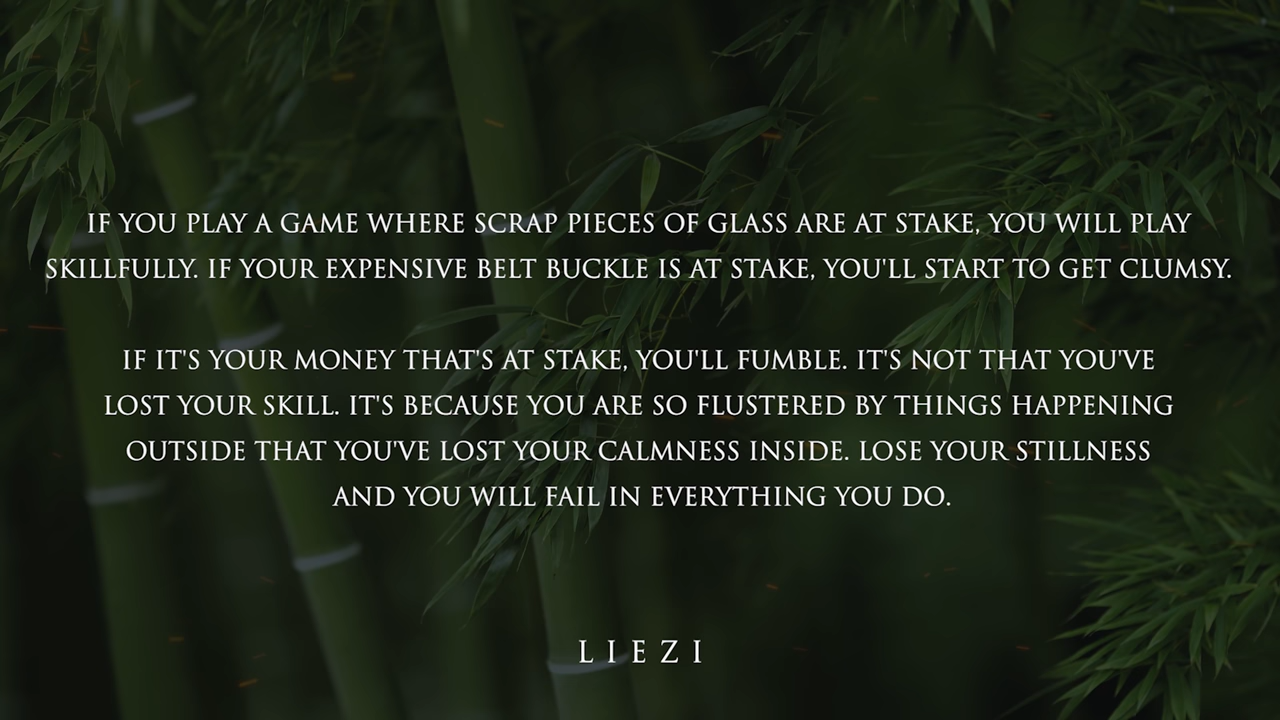 IF YOU PLAY A GAME WHERE SCRAP PIECES OF GLASS ARE AT STAKE, YOU WILL PLAY
SKILLFULLY. IF YOUR EXPENSIVE BELT BUCKLE IS AT STAKE, YOU'LL START TO GET CLUMSY.
IF IT'S YOUR MONEY THAT'S AT STAKE, YOU'LL FUMBLE. IT'S NOT THAT YOU'VE
LOST YOUR SKILL. IT'S BECAUSE YOU ARE SO FLUSTERED BY THINGS HAPPENING
OUTSIDE THAT YOU'VE LOST YOUR CALMNESS INSIDE. LOSE YOUR STILLNESS
AND YOU WILL FAIL IN EVERYTHING YOU DO.
LIEZI